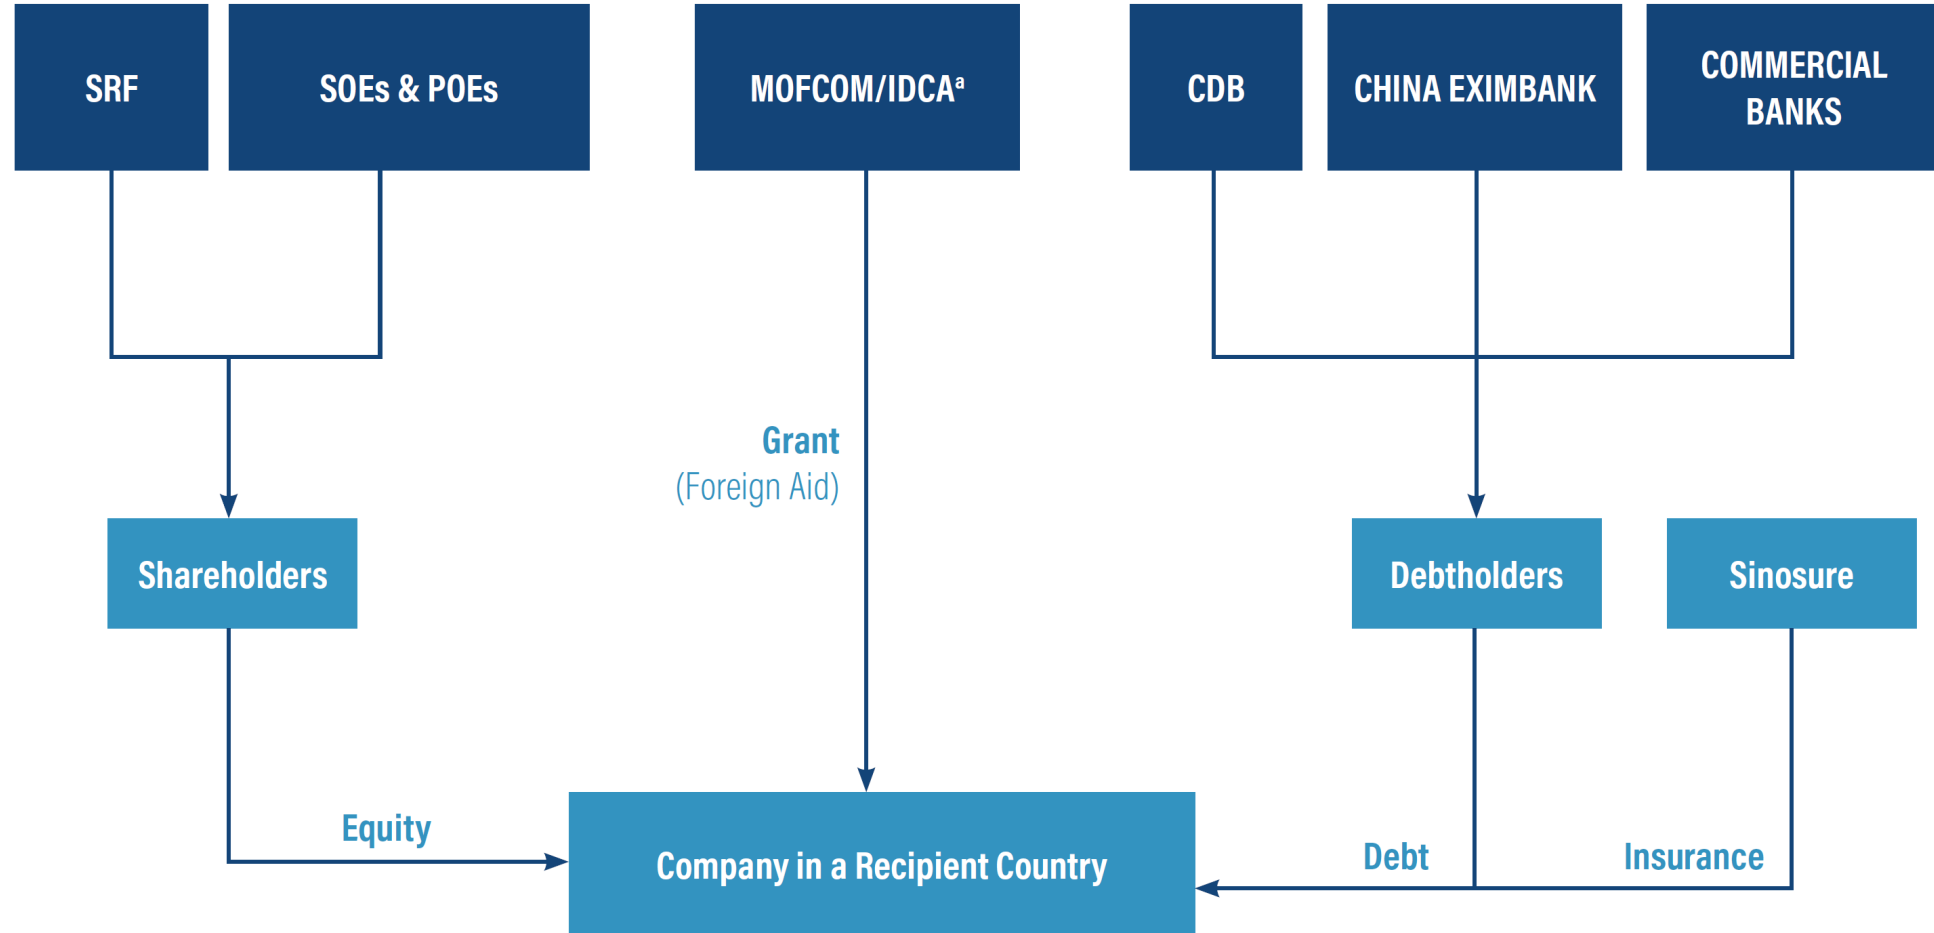 SRF
SOEs & POEs
MOFCOM/IDCAᵃ
CDB
CHINA EXIMBANK
COMMERCIAL
BANKS
Grant
(Foreign Aid)
Shareholders
Debtholders
Sinosure
Equity
Company in a Recipient Country
Debt
Insurance